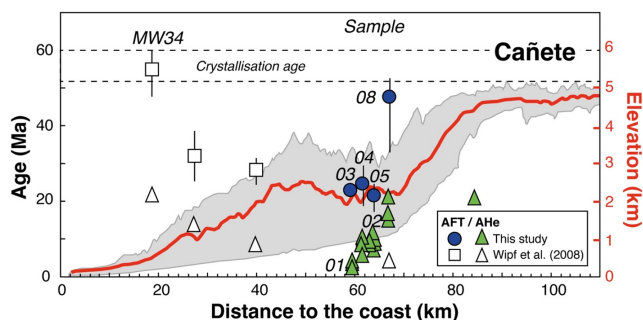 Sample
MW34
Cañete
Crystallisation age
60
40
20
0
Age (Ma)
6
5
4
3
2
1
0
Elevation (km)
08
04
03
05
02
01
AFT / AHe
This study
Wipf et al. (2008)
0
20
40
60
80
100
Distance to the coast (km)